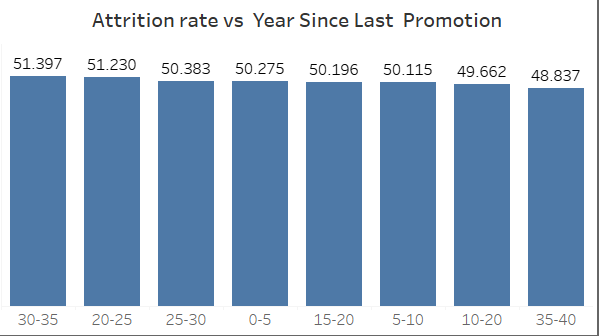 Attrition rate vs  Year Since Last  Promotion
51.397 51.230 50.383 50.275 50.196 50.115 49.662 48.837
30-35 20-25 25-30 0-5 15-20 5-10 10-20 35-40